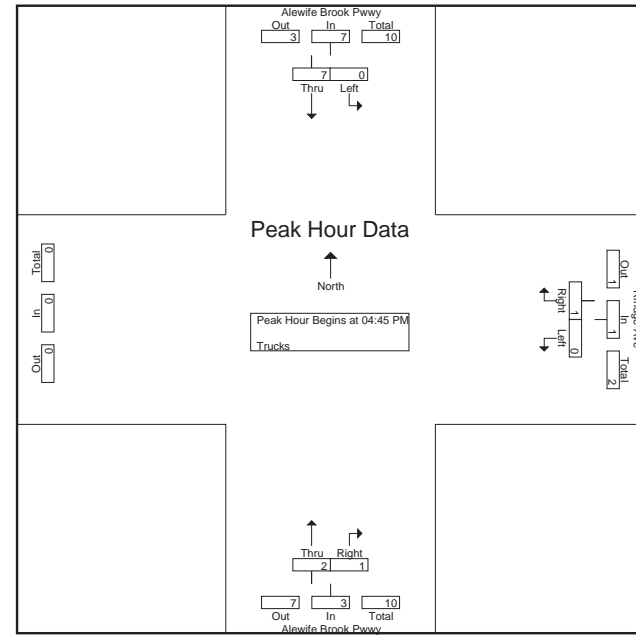 Alewife Brook Pwwy
Out In Total
3 7 10
7 0
Thru Left
Peak Hour Data
North
Peak Hour Begins at 04:45 PM
Trucks
Total
0
In
0
Out
0
Out
1
In
1
Total
2
Right
1
Left
0
Thru Right
2 1
7 3 10
Out In Total
Alewife Brook Pwwy